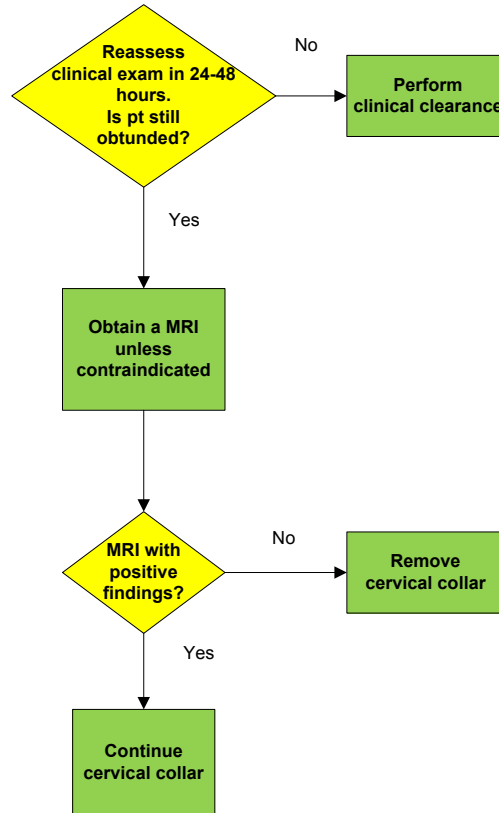 Reassess
clinical exam in 24-48
hours.
Is pt still
obtunded?
No
Perform
clinical clearance
Yes
Obtain a MRI
unless
contraindicated
MRI with
positive
findings?
No
Remove
cervical collar
Yes
Continue
cervical collar